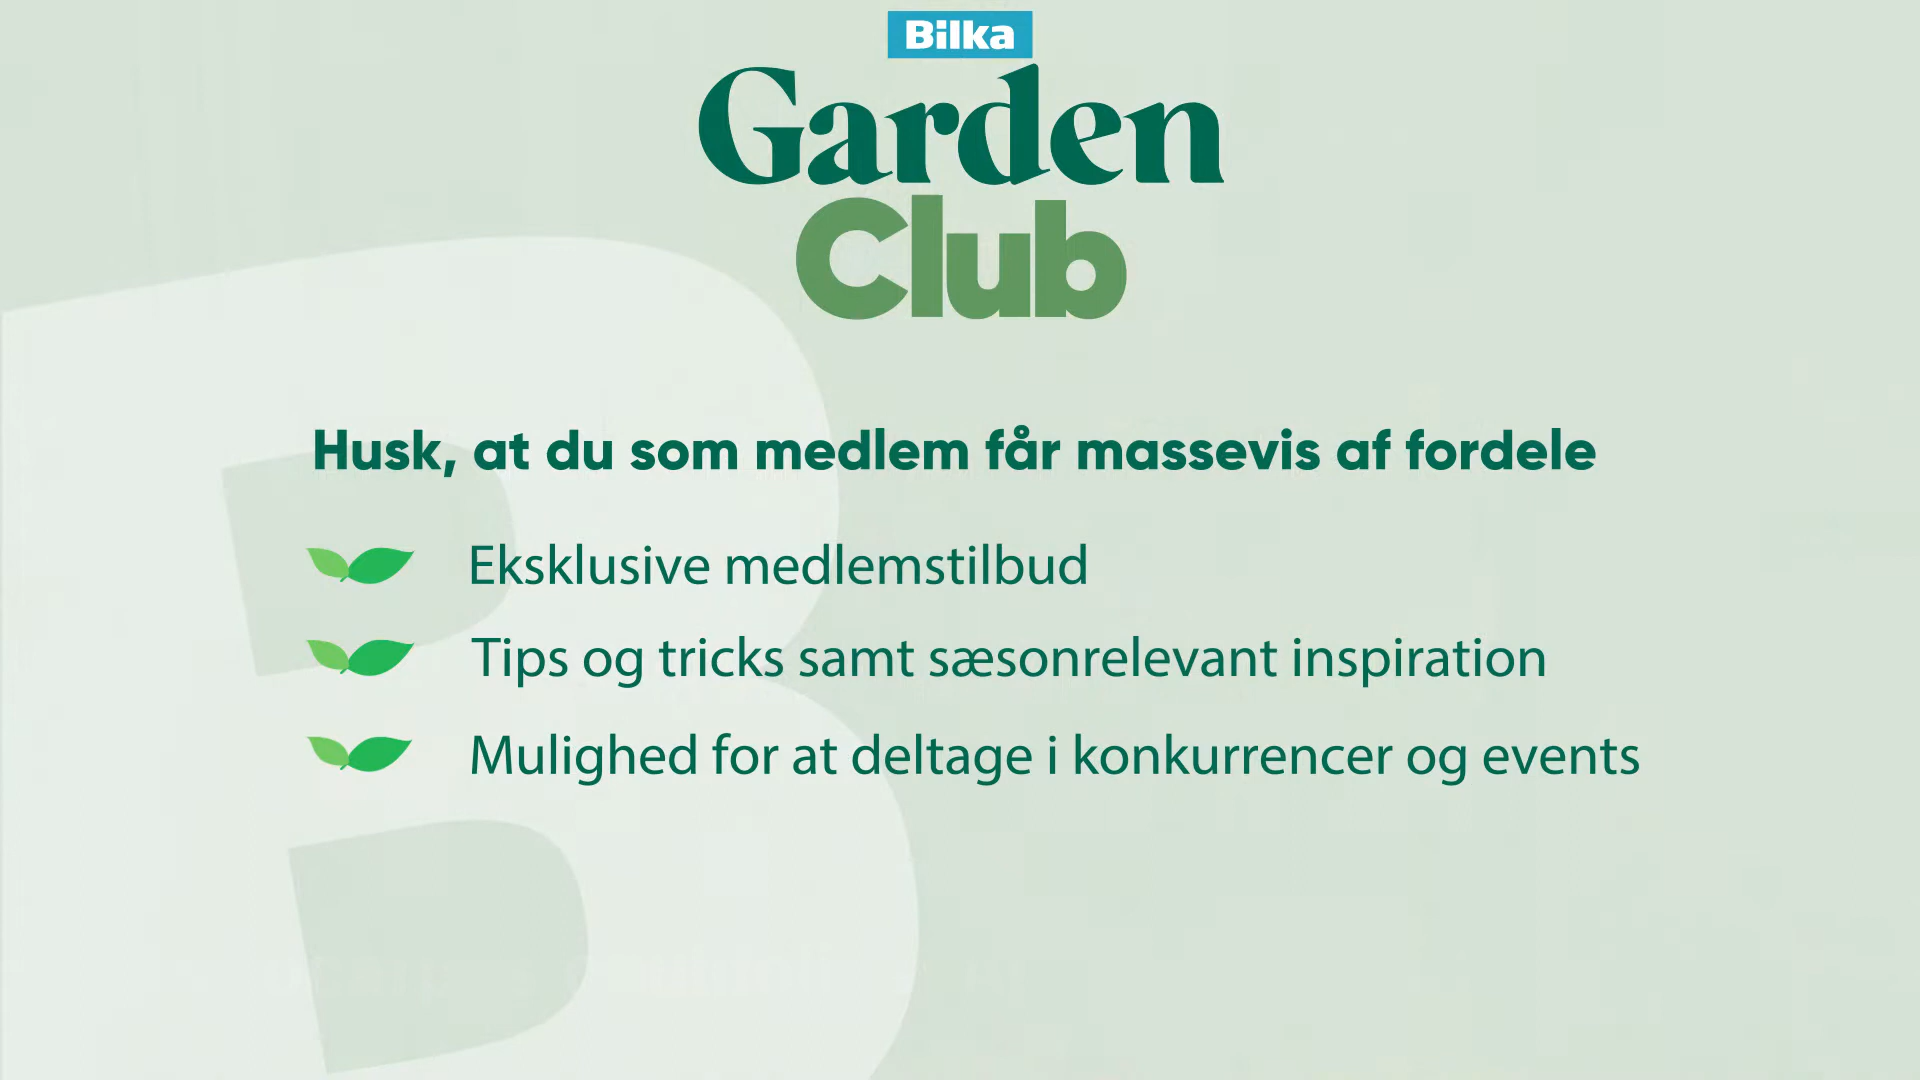 Bilka
Garden
Club
Husk, at du som medlem får massevis af fordele
Eksklusive medlemstilbud
Tips og tricks samt sæsonrelevant inspiration
Mulighed for at deltage i konkurrencer og events